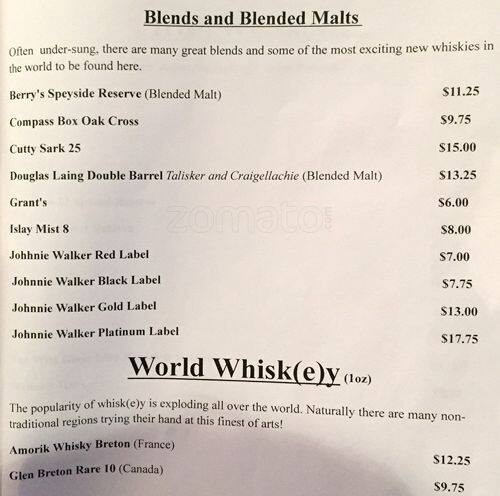 Blends and Blended Malts
Often under-sung, there are many great blends and some of the most exciting new whiskies in
the world to be found here.
Berry's Speyside Reserve (Blended Malt) $11.25
Compass Box Oak Cross $9.75
Cutty Sark 25 $15.00
Douglas Laing Double Barrel Talisker and Craigellachie (Blended Malt) $13.25
Grant's $6.00
zomato.com
Islay Mist 8 $8.00
Johhnie Walker Red Label $7.00
Johnnie Walker Black Label $7.75
Johnnie Walker Gold Label $13.00
Johnnie Walker Platinum Label $17.75
World Whisk(e)y (1oz)
The popularity of whisk(e)y is exploding all over the world. Naturally there are many non-
traditional regions trying their hand at this finest of arts!
Amorik Whisky Breton (France) $12.25
Glen Breton Rare 10 (Canada) $9.75